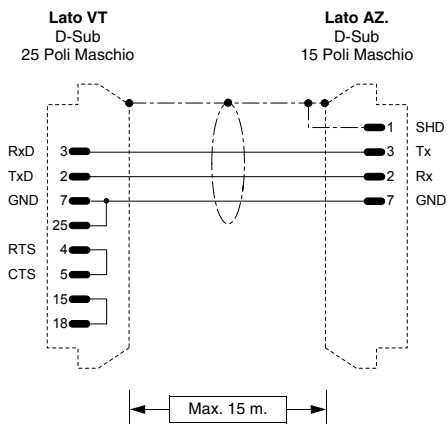 Lato VT
D-Sub
25 Poli Maschio
Lato AZ.
D-Sub
15 Poli Maschio
1 SHD
RxD 3
3 Tx
TxD 2
2 Rx
GND 7
7 GND
25
RTS 4
CTS 5
15
18
Max. 15 m.